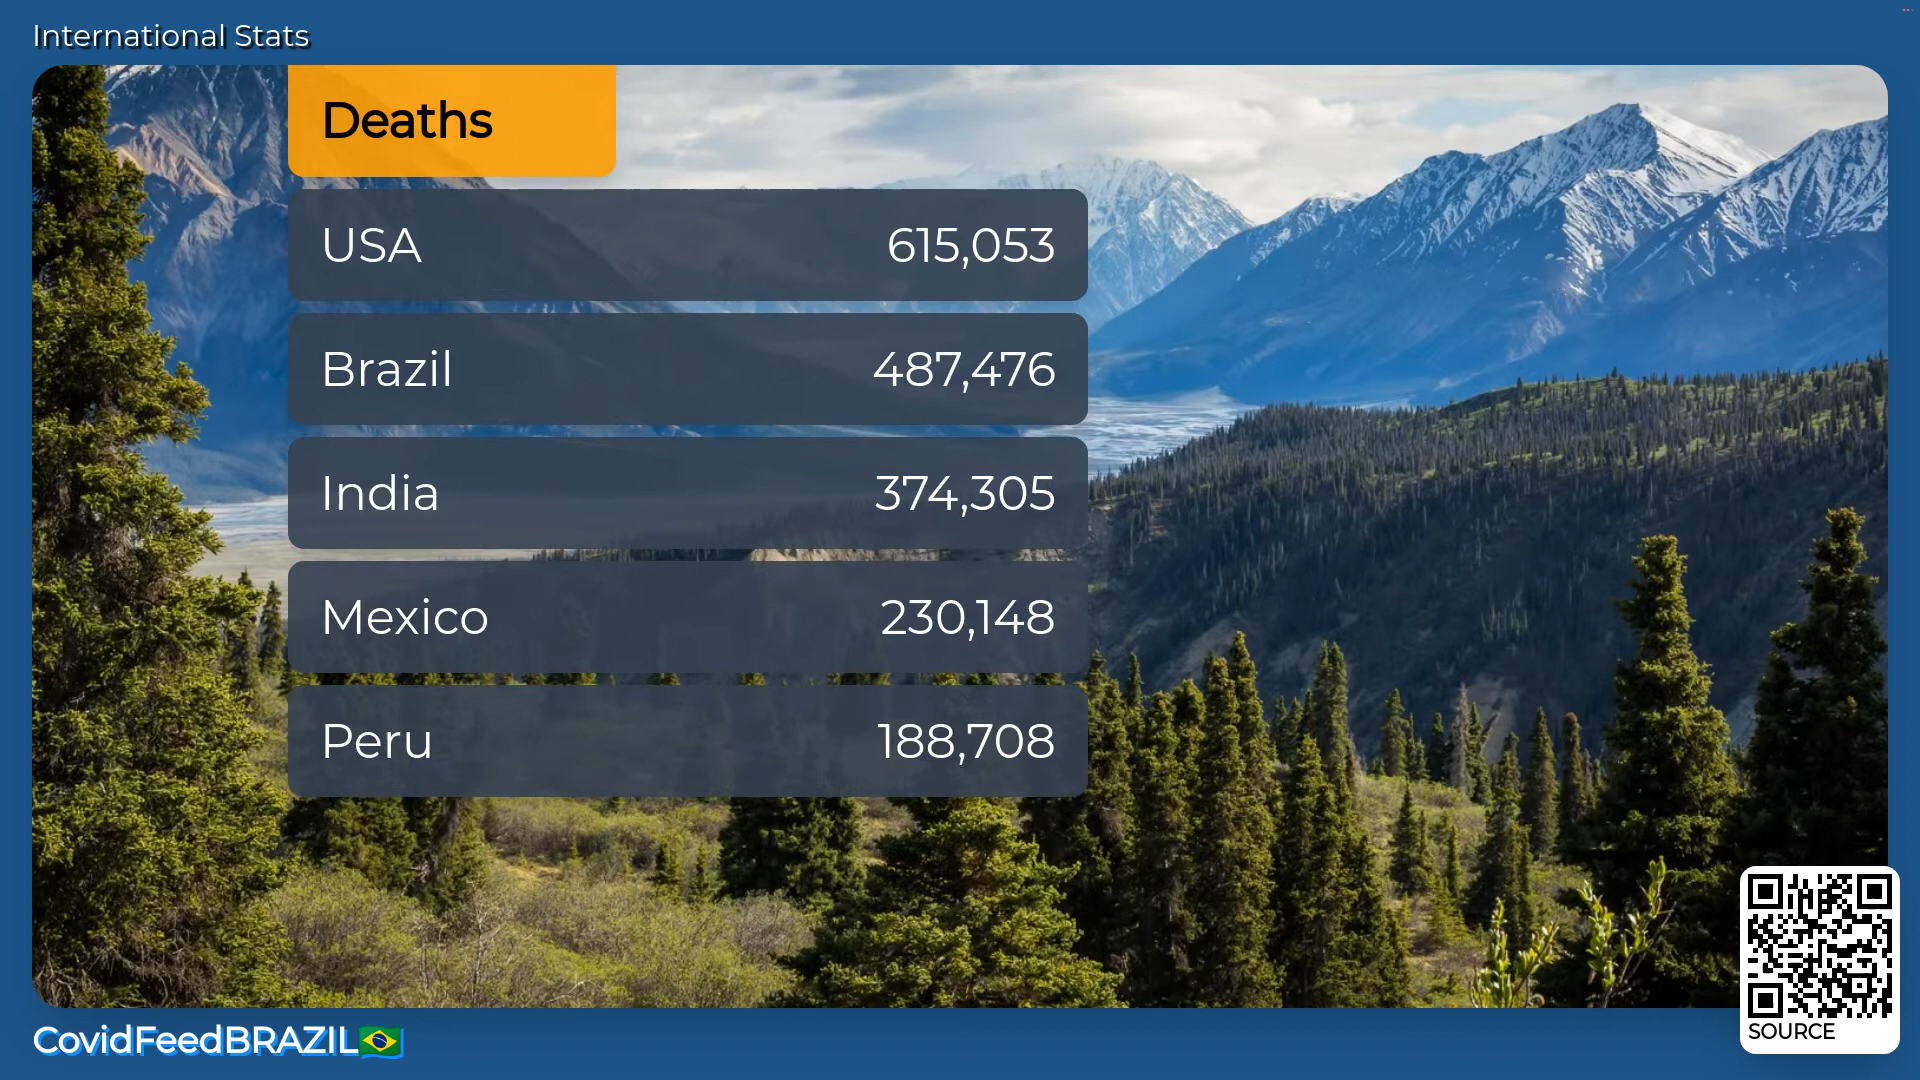 International Stats
Deaths
USA 615,053
Brazil 487,476
India 374,305
Mexico 230,148
Peru 188,708
SOURCE
CovidFeedBRAZIL🇧🇷